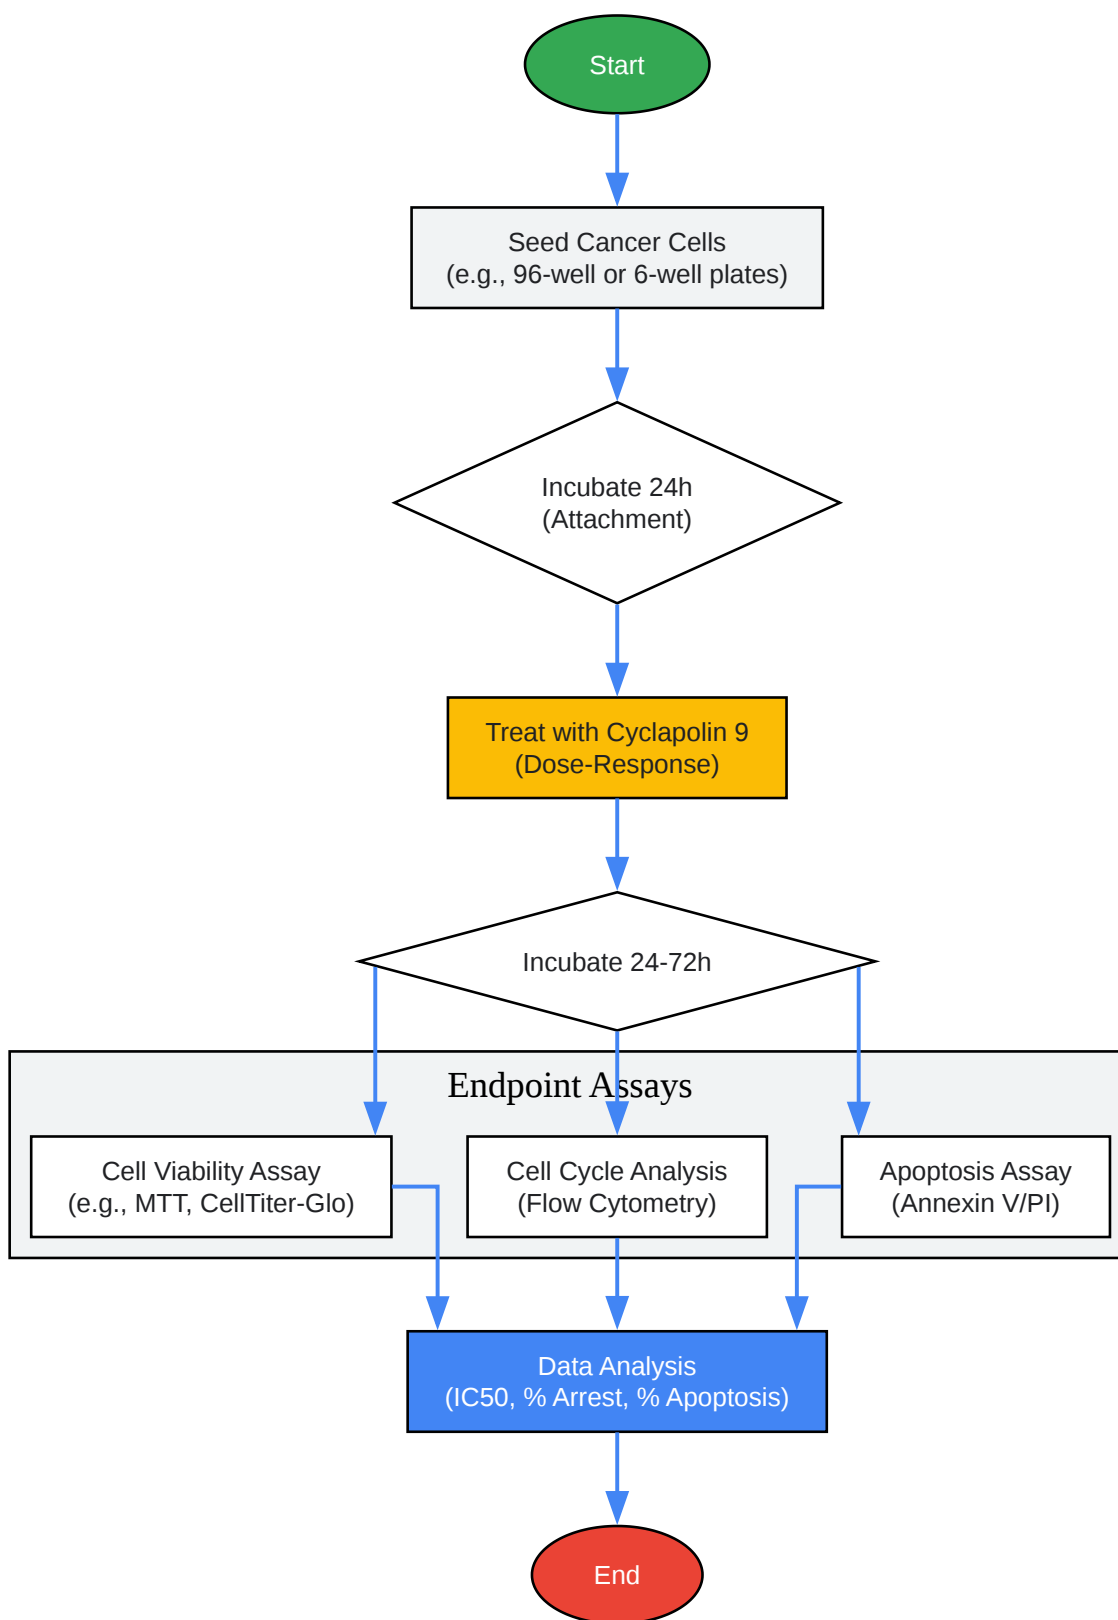 Start
Seed Cancer Cells
(e.g., 96-well or 6-well plates)
Incubate 24h
(Attachment)
Treat with Cyclapolin 9
(Dose-Response)
Incubate 24-72h
Endpoint Assays
Cell Viability Assay
(e.g., MTT, CellTiter-Glo)
Cell Cycle Analysis
(Flow Cytometry)
Apoptosis Assay
(Annexin V/PI)
Data Analysis
(IC50, % Arrest, % Apoptosis)
End